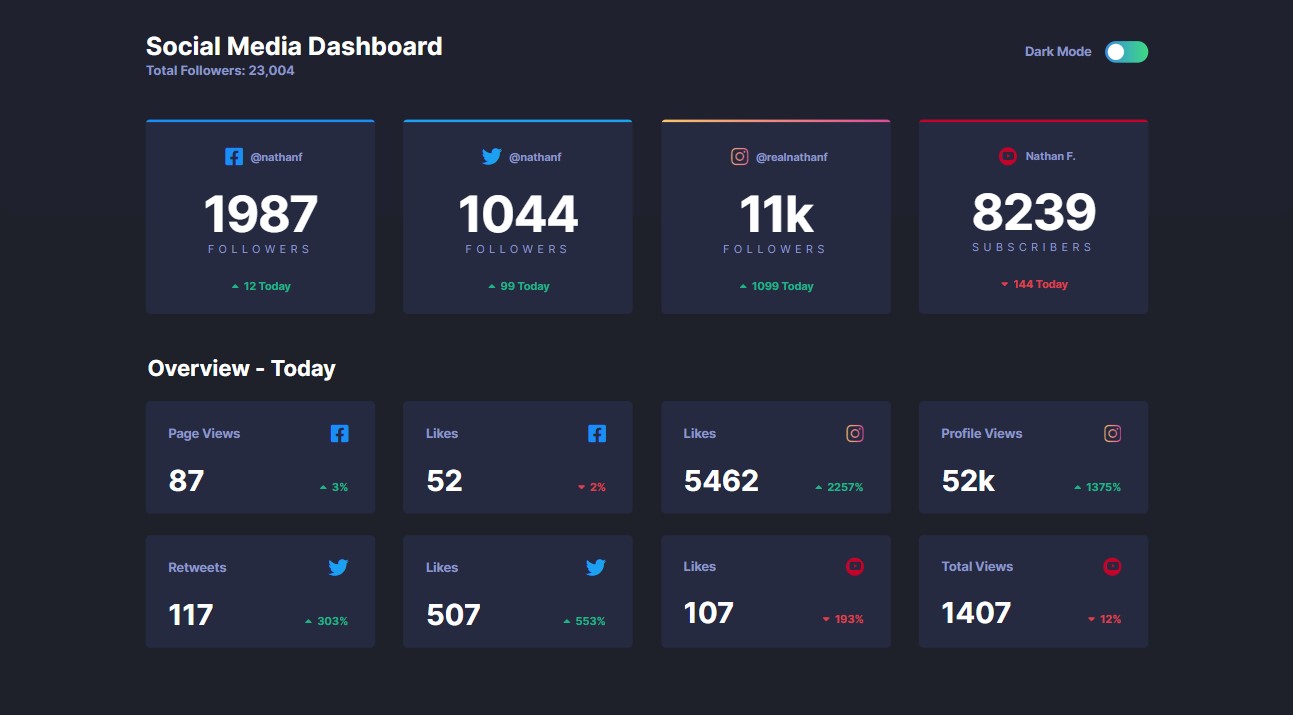 Social Media Dashboard
Total Followers: 23,004
Dark Mode
@nathanf
1987
FOLLOWERS
12 Today
@nathanf
1044
FOLLOWERS
99 Today
@realnathanf
11k
FOLLOWERS
1099 Today
Nathan F.
8239
SUBSCRIBERS
144 Today
Overview - Today
Page Views
87
3%
Likes
52
2%
Likes
5462
2257%
Profile Views
52k
1375%
Retweets
117
303%
Likes
507
553%
Likes
107
193%
Total Views
1407
12%